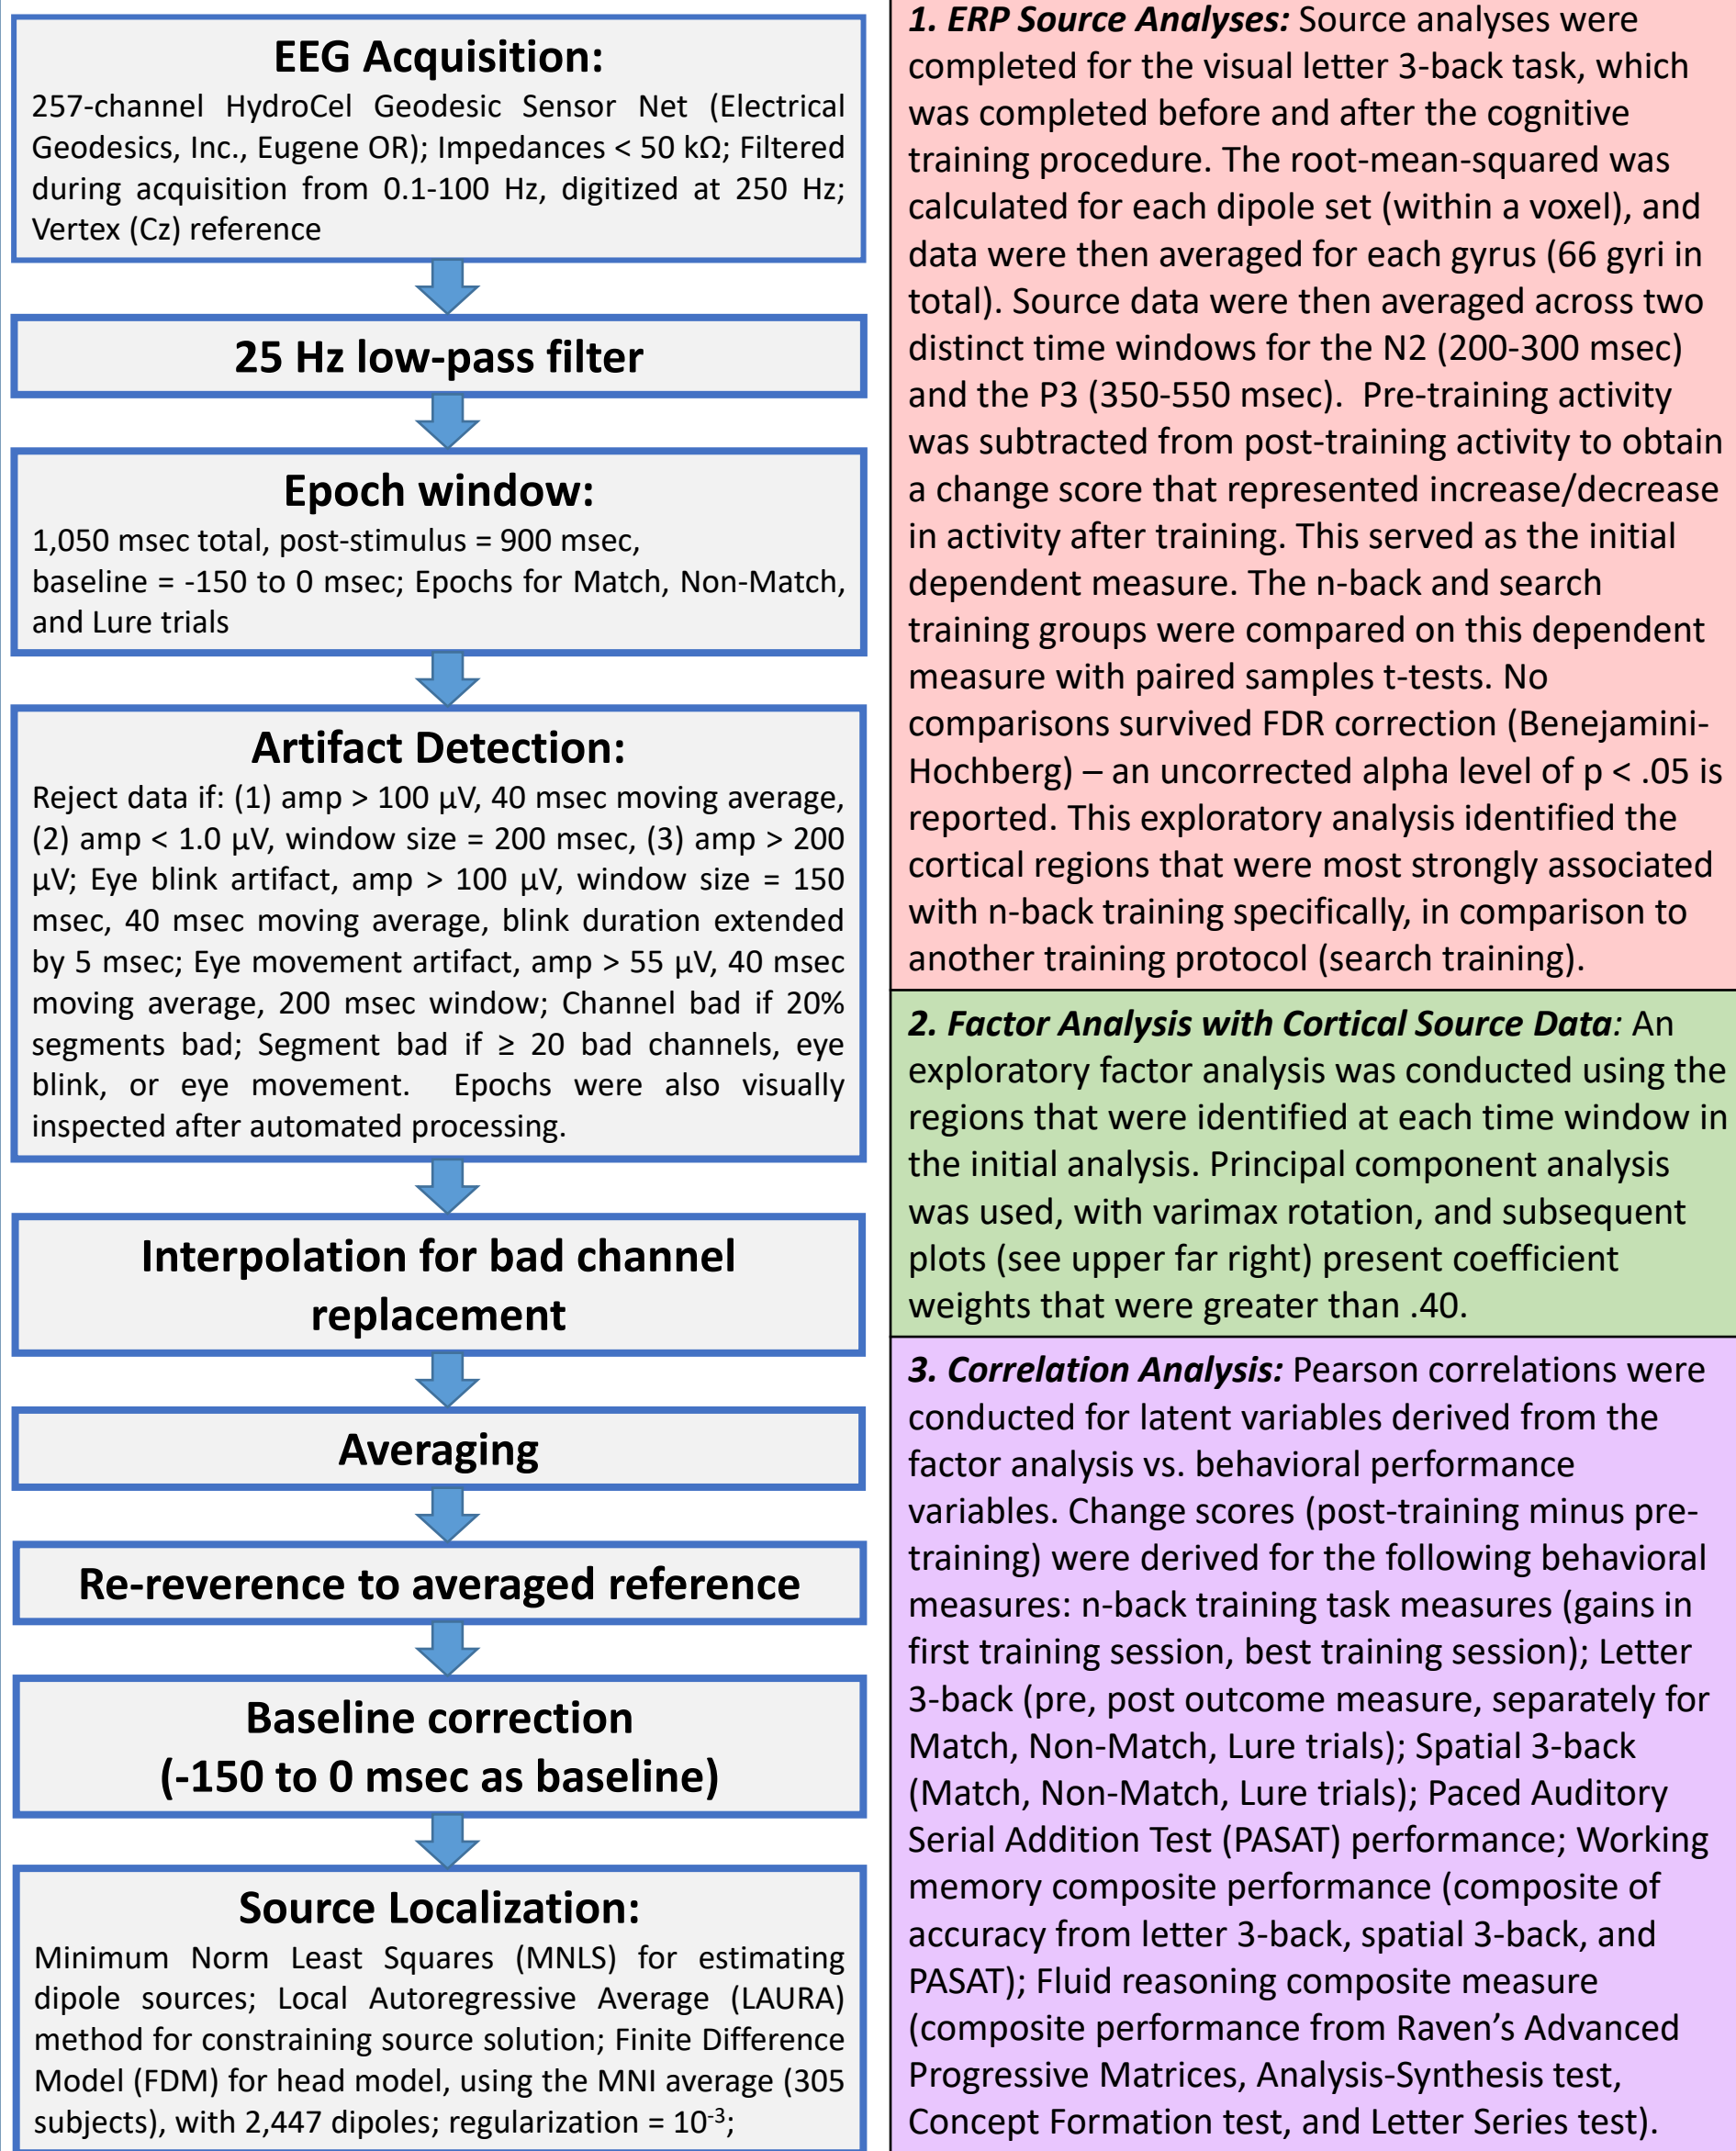 EEG Acquisition:
257-channel HydroCel Geodesic Sensor Net (Electrical
Geodesics, Inc., Eugene OR); Impedances < 50 kΩ; Filtered
during acquisition from 0.1-100 Hz, digitized at 250 Hz;
Vertex (Cz) reference
25 Hz low-pass filter
Epoch window:
1,050 msec total, post-stimulus = 900 msec,
baseline = -150 to 0 msec; Epochs for Match, Non-Match,
and Lure trials
Artifact Detection:
Reject data if: (1) amp > 100 µV, 40 msec moving average,
(2) amp < 1.0 µV, window size = 200 msec, (3) amp > 200
µV; Eye blink artifact, amp > 100 µV, window size = 150
msec, 40 msec moving average, blink duration extended
by 5 msec; Eye movement artifact, amp > 55 µV, 40 msec
moving average, 200 msec window; Channel bad if 20%
segments bad; Segment bad if ≥ 20 bad channels, eye
blink, or eye movement. Epochs were also visually
inspected after automated processing.
Interpolation for bad channel
replacement
Averaging
Re-reverence to averaged reference
Baseline correction
(-150 to 0 msec as baseline)
Source Localization:
Minimum Norm Least Squares (MNLS) for estimating
dipole sources; Local Autoregressive Average (LAURA)
method for constraining source solution; Finite Difference
Model (FDM) for head model, using the MNI average (305
subjects), with 2,447 dipoles; regularization = 10⁻³;
1. ERP Source Analyses: Source analyses were
completed for the visual letter 3-back task, which
was completed before and after the cognitive
training procedure. The root-mean-squared was
calculated for each dipole set (within a voxel), and
data were then averaged for each gyrus (66 gyri in
total). Source data were then averaged across two
distinct time windows for the N2 (200-300 msec)
and the P3 (350-550 msec). Pre-training activity
was subtracted from post-training activity to obtain
a change score that represented increase/decrease
in activity after training. This served as the initial
dependent measure. The n-back and search
training groups were compared on this dependent
measure with paired samples t-tests. No
comparisons survived FDR correction (Benejamini-
Hochberg) – an uncorrected alpha level of p < .05 is
reported. This exploratory analysis identified the
cortical regions that were most strongly associated
with n-back training specifically, in comparison to
another training protocol (search training).
2. Factor Analysis with Cortical Source Data: An
exploratory factor analysis was conducted using the
regions that were identified at each time window in
the initial analysis. Principal component analysis
was used, with varimax rotation, and subsequent
plots (see upper far right) present coefficient
weights that were greater than .40.
3. Correlation Analysis: Pearson correlations were
conducted for latent variables derived from the
factor analysis vs. behavioral performance
variables. Change scores (post-training minus pre-
training) were derived for the following behavioral
measures: n-back training task measures (gains in
first training session, best training session); Letter
3-back (pre, post outcome measure, separately for
Match, Non-Match, Lure trials); Spatial 3-back
(Match, Non-Match, Lure trials); Paced Auditory
Serial Addition Test (PASAT) performance; Working
memory composite performance (composite of
accuracy from letter 3-back, spatial 3-back, and
PASAT); Fluid reasoning composite measure
(composite performance from Raven's Advanced
Progressive Matrices, Analysis-Synthesis test,
Concept Formation test, and Letter Series test).